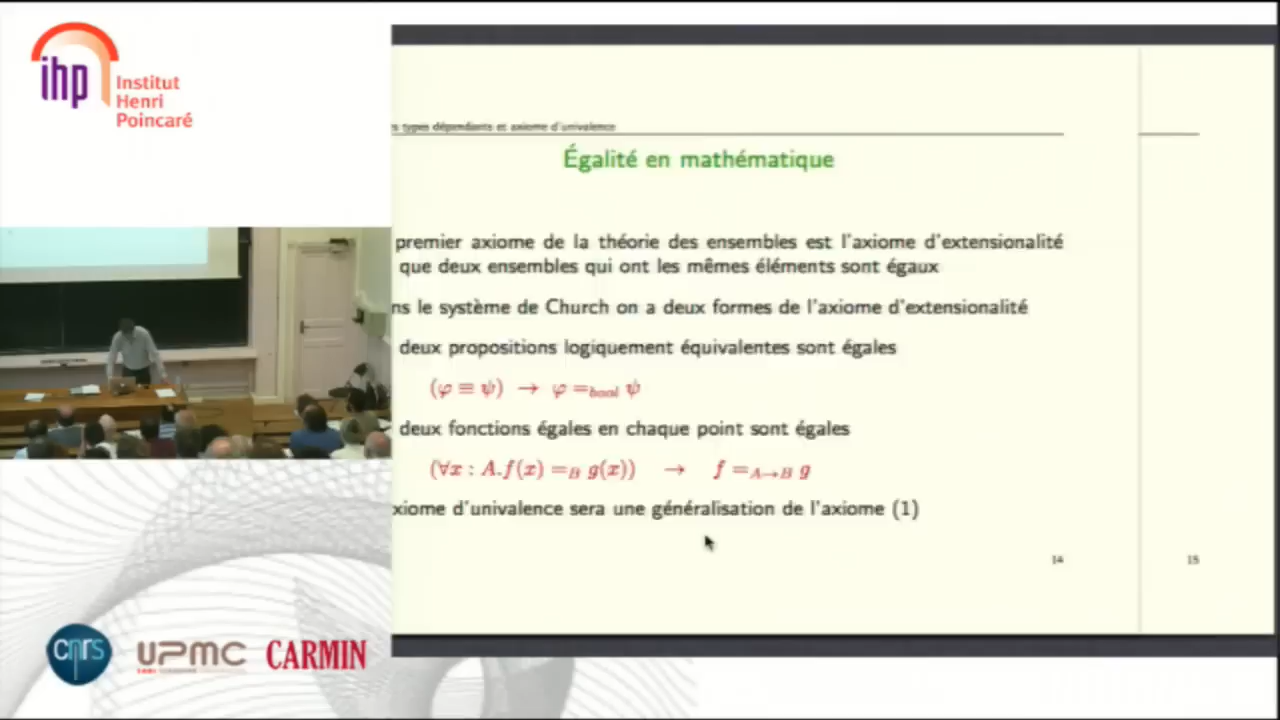 ihp Institut
Henri
Poincaré
s types dépendants et axiome d'univalence
Égalité en mathématique
premier axiome de la théorie des ensembles est l'axiome d'extensionalité
que deux ensembles qui ont les mêmes éléments sont égaux
ns le système de Church on a deux formes de l'axiome d'extensionalité
deux propositions logiquement équivalentes sont égales
(φ ≡ ψ) → φ =bool ψ
deux fonctions égales en chaque point sont égales
(∀x : A.f(x) =B g(x)) → f =A→B g
xiome d'univalence sera une généralisation de l'axiome (1)
14
15
cnrs
UPMC
CARMIN